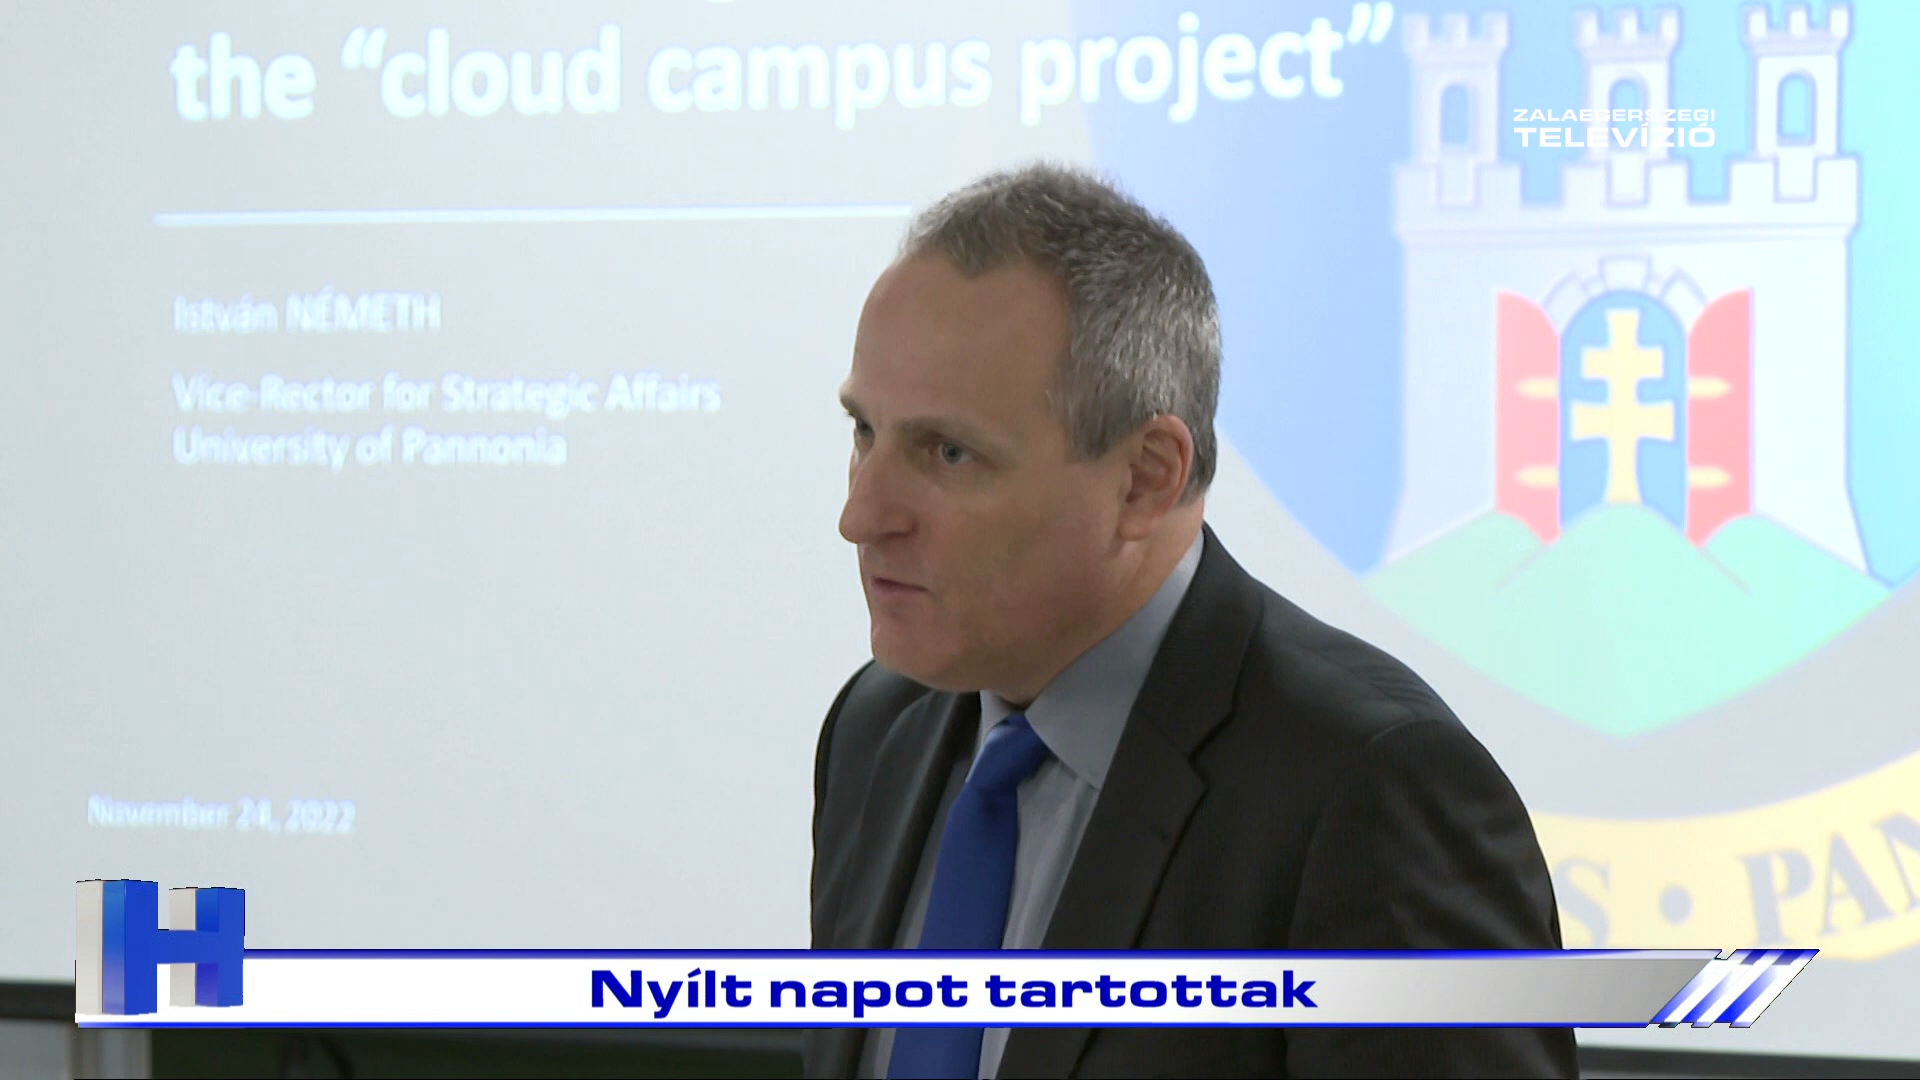 the “cloud campus project”
ZALAEGERSZEGI
TELEVÍZIÓ
István NÉMETH
Vice-Rector for Strategic Affairs
University of Pannonia
November 24, 2022
S • PAN
H
Nyílt napot tartottak